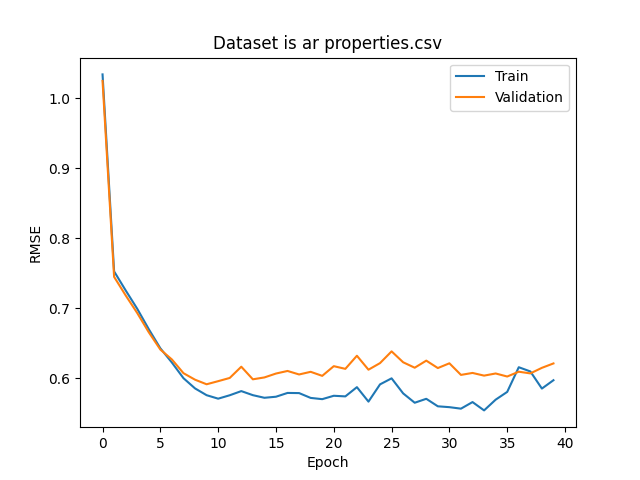 Dataset is ar properties.csv
Train
Validation
1.0
0.9
0.8
0.7
0.6
RMSE
0 5 10 15 20 25 30 35 40
Epoch